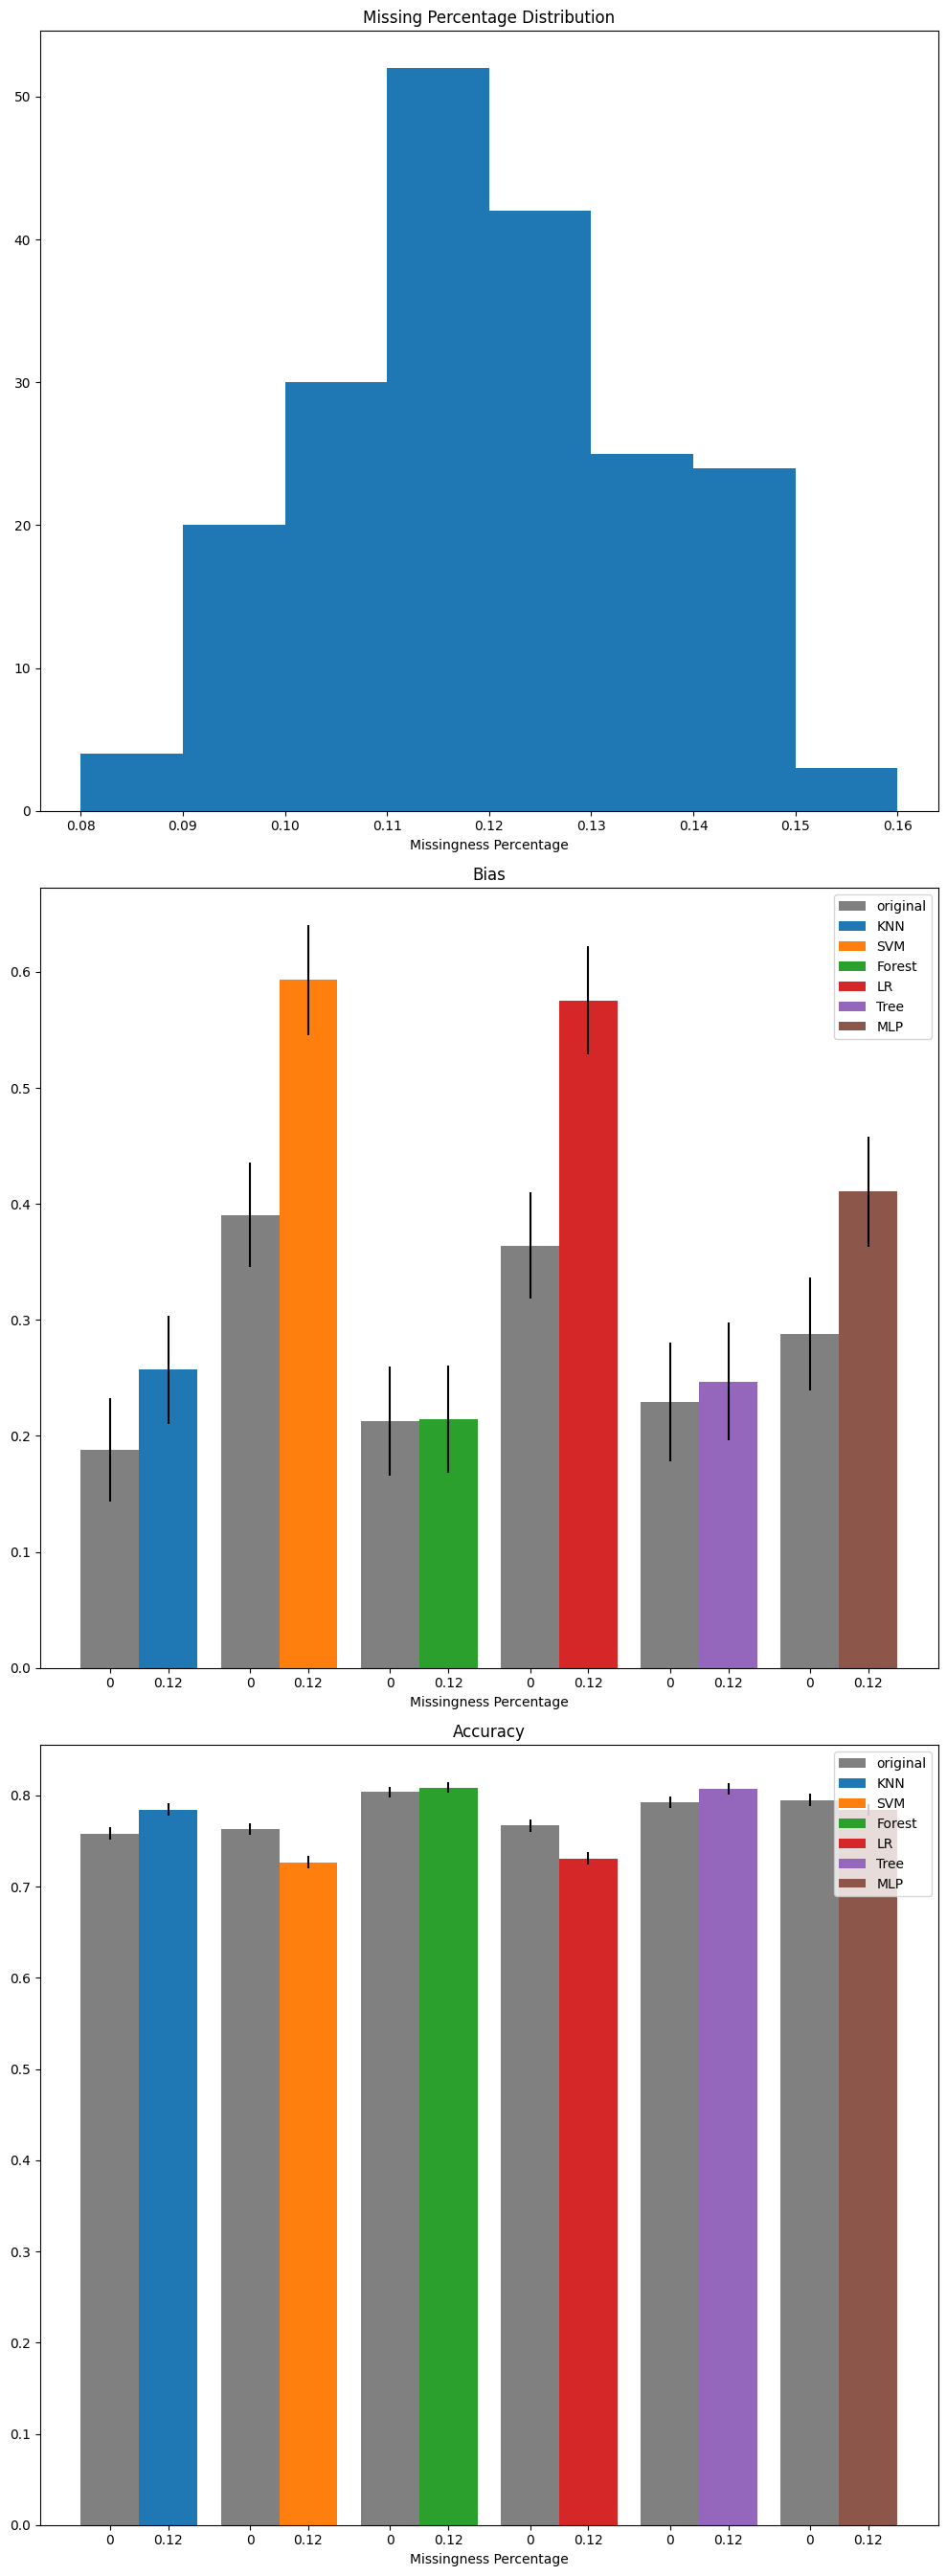 Missing Percentage Distribution
50
40
30
20
10
0
0.08 0.09 0.10 0.11 0.12 0.13 0.14 0.15 0.16
Missingness Percentage
Bias
original
KNN
SVM
Forest
LR
Tree
MLP
0.6
0.5
0.4
0.3
0.2
0.1
0.0
0 0.12 0 0.12 0 0.12 0 0.12 0 0.12 0 0.12
Missingness Percentage
Accuracy
original
KNN
SVM
Forest
LR
Tree
MLP
0.8
0.7
0.6
0.5
0.4
0.3
0.2
0.1
0.0
0 0.12 0 0.12 0 0.12 0 0.12 0 0.12 0 0.12
Missingness Percentage